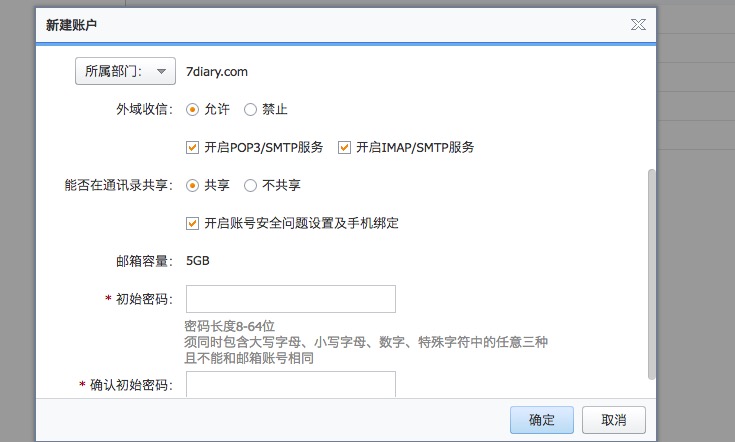 新建账户
所属部门： 7diary.com
外域收信： 允许 禁止
开启POP3/SMTP服务 开启IMAP/SMTP服务
能否在通讯录共享： 共享 不共享
开启账号安全问题设置及手机绑定
邮箱容量： 5GB
* 初始密码：
密码长度8-64位
须同时包含大写字母、小写字母、数字、特殊字符中的任意三种
且不能和邮箱账号相同
* 确认初始密码：
确定 取消